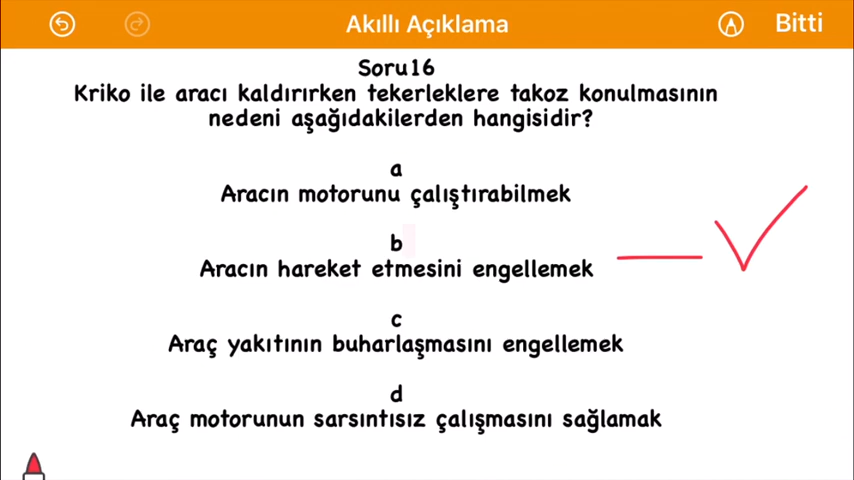 Akıllı Açıklama
Bitti
Soru16
Kriko ile aracı kaldırırken tekerleklere takoz konulmasının
nedeni aşağıdakilerden hangisidir?
a
Aracın motorunu çalıştırabilmek
b
Aracın hareket etmesini engellemek
c
Araç yakıtının buharlaşmasını engellemek
d
Araç motorunun sarsıntısız çalışmasını sağlamak